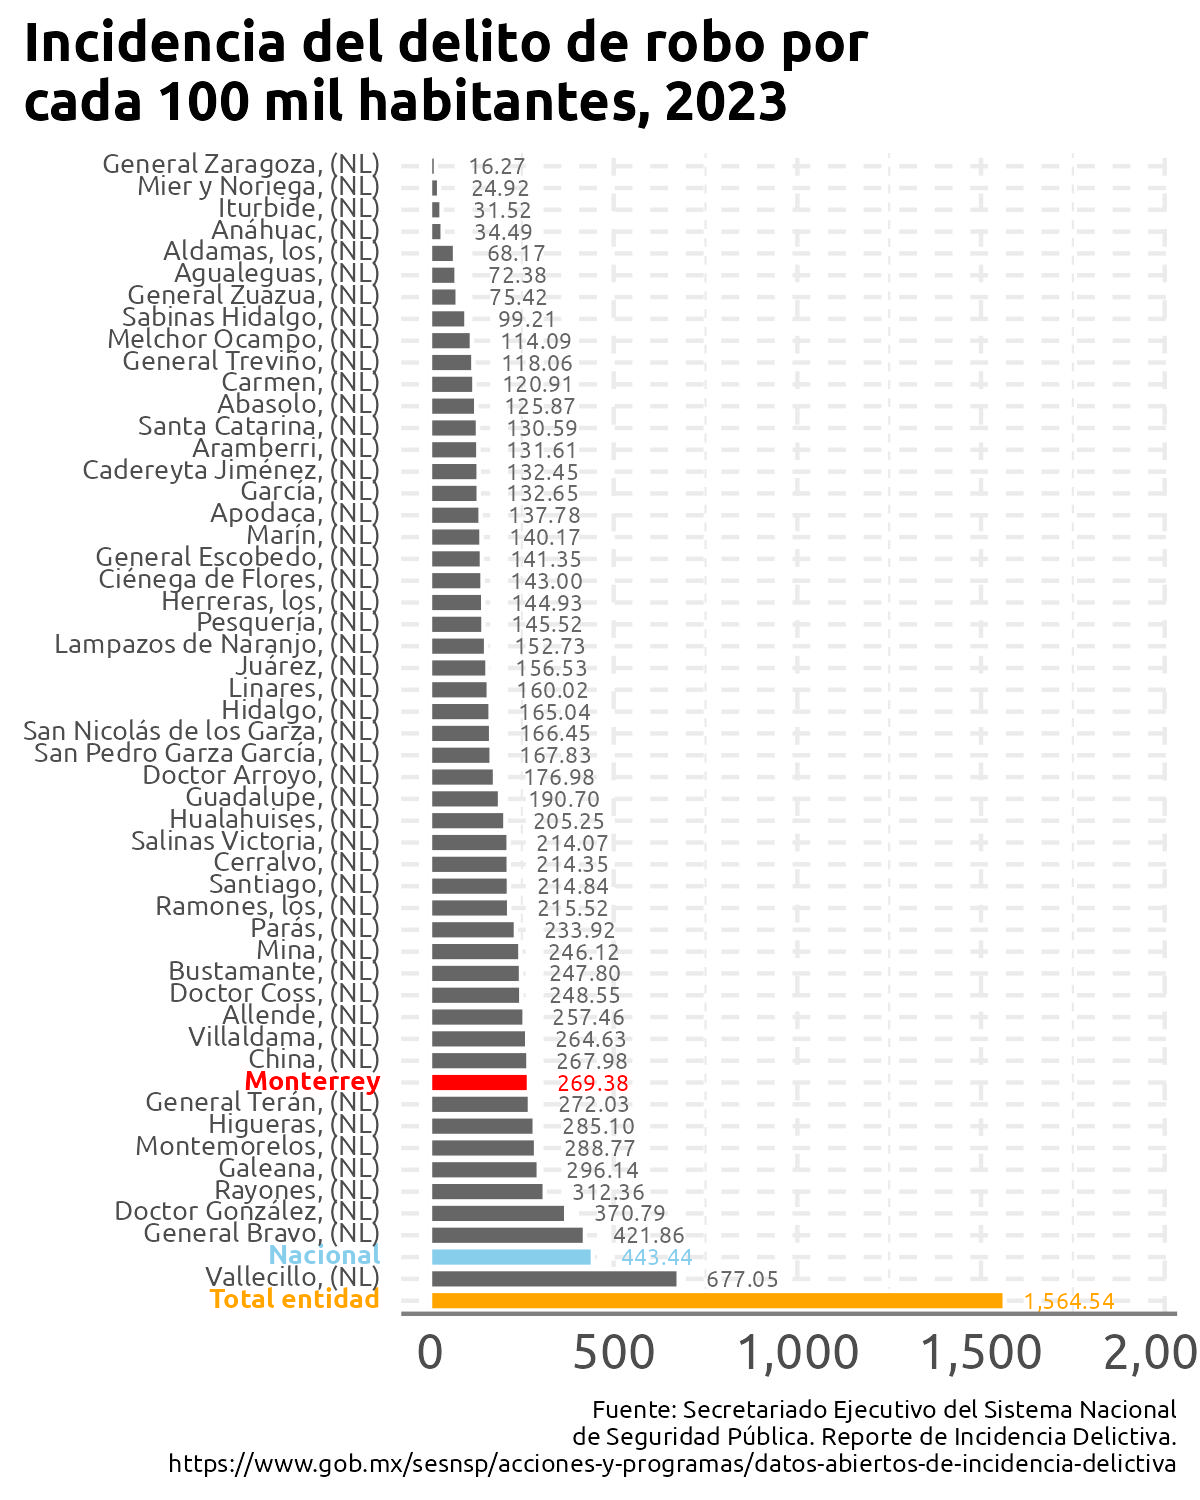 Incidencia del delito de robo por
cada 100 mil habitantes, 2023
General Zaragoza, (NL) 16.27
Mier y Noriega, (NL) 24.92
Iturbide, (NL) 31.52
Anáhuac, (NL) 34.49
Aldamas, los, (NL) 68.17
Agualeguas, (NL) 72.38
General Zuazua, (NL) 75.42
Sabinas Hidalgo, (NL) 99.21
Melchor Ocampo, (NL) 114.09
General Treviño, (NL) 118.06
Carmen, (NL) 120.91
Abasolo, (NL) 125.87
Santa Catarina, (NL) 130.59
Aramberri, (NL) 131.61
Cadereyta Jiménez, (NL) 132.45
García, (NL) 132.65
Apodaca, (NL) 137.78
Marín, (NL) 140.17
General Escobedo, (NL) 141.35
Ciénega de Flores, (NL) 143.00
Herreras, los, (NL) 144.93
Pesquería, (NL) 145.52
Lampazos de Naranjo, (NL) 152.73
Juárez, (NL) 156.53
Linares, (NL) 160.02
Hidalgo, (NL) 165.04
San Nicolás de los Garza, (NL) 166.45
San Pedro Garza García, (NL) 167.83
Doctor Arroyo, (NL) 176.98
Guadalupe, (NL) 190.70
Hualahuises, (NL) 205.25
Salinas Victoria, (NL) 214.07
Cerralvo, (NL) 214.35
Santiago, (NL) 214.84
Ramones, los, (NL) 215.52
Parás, (NL) 233.92
Mina, (NL) 246.12
Bustamante, (NL) 247.80
Doctor Coss, (NL) 248.55
Allende, (NL) 257.46
Villaldama, (NL) 264.63
China, (NL) 267.98
Monterrey 269.38
General Terán, (NL) 272.03
Higueras, (NL) 285.10
Montemorelos, (NL) 288.77
Galeana, (NL) 296.14
Rayones, (NL) 312.36
Doctor González, (NL) 370.79
General Bravo, (NL) 421.86
Nacional 443.44
Vallecillo, (NL) 677.05
Total entidad 1,564.54
0 500 1,000 1,500 2,00
Fuente: Secretariado Ejecutivo del Sistema Nacional
de Seguridad Pública. Reporte de Incidencia Delictiva.
https://www.gob.mx/sesnsp/acciones-y-programas/datos-abiertos-de-incidencia-delictiva